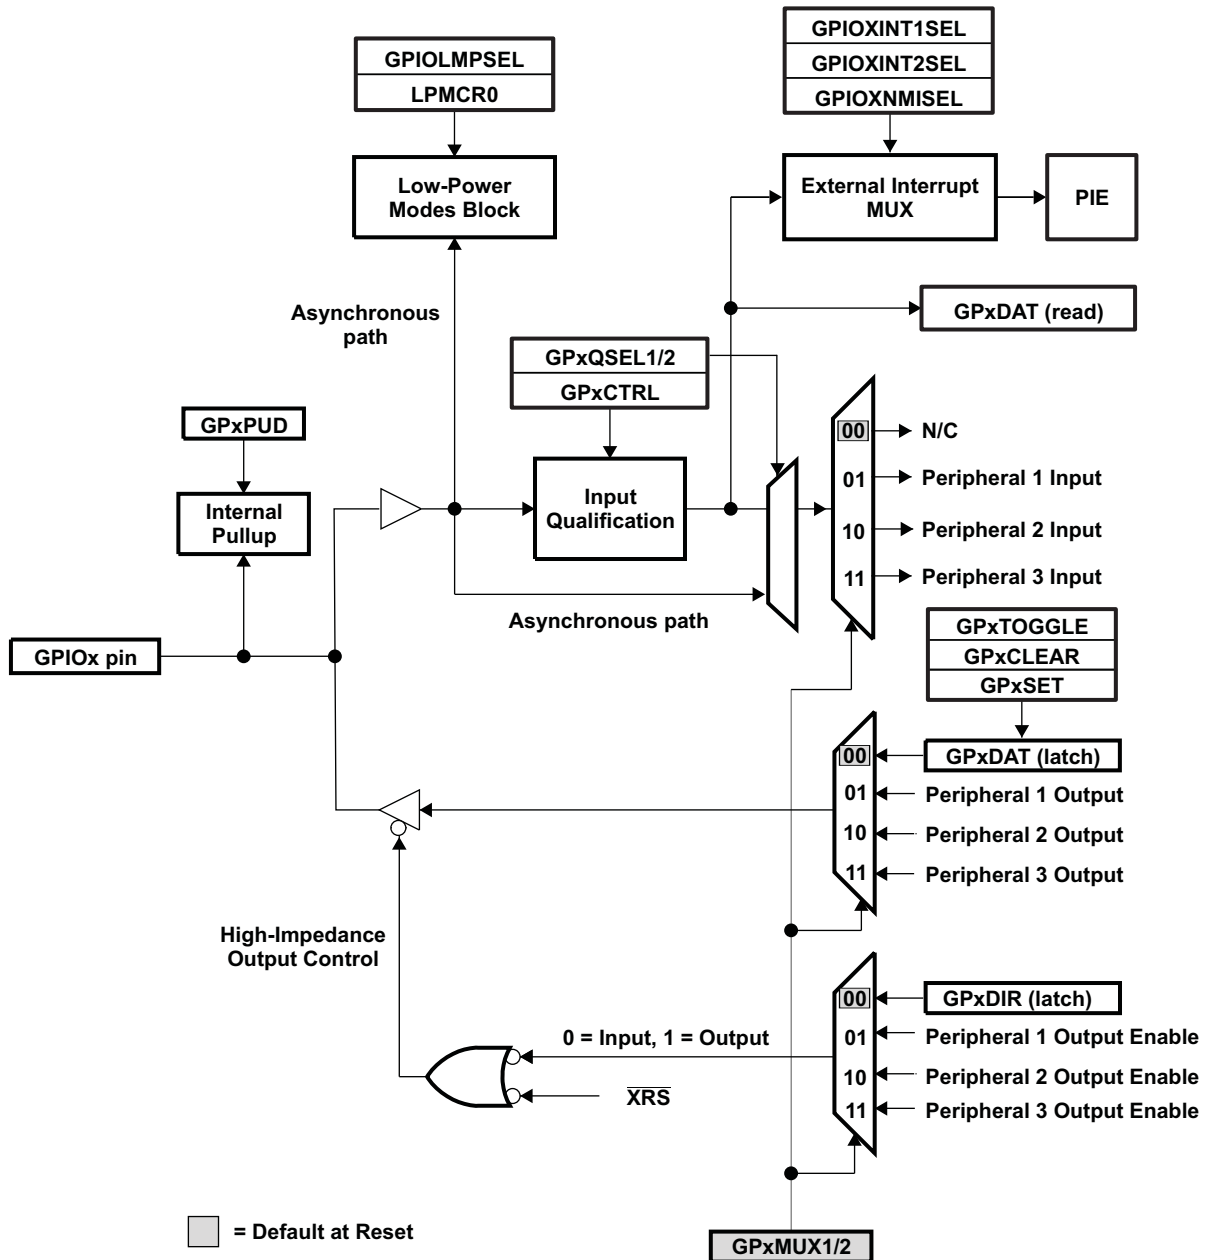 GPIOXINT1SEL
GPIOLMPSEL
GPIOXINT2SEL
LPMCR0
GPIOXNMISEL
Low-Power
Modes Block
External Interrupt
MUX
PIE
Asynchronous
path
GPxDAT (read)
GPxQSEL1/2
GPxCTRL
GPxPUD
00
N/C
Internal
Pullup
Input
Qualification
01
Peripheral 1 Input
10
Peripheral 2 Input
11
Peripheral 3 Input
Asynchronous path
GPIOx pin
GPxTOGGLE
GPxCLEAR
GPxSET
00
GPxDAT (latch)
01
Peripheral 1 Output
10
Peripheral 2 Output
11
Peripheral 3 Output
High-Impedance
Output Control
00
GPxDIR (latch)
0 = Input, 1 = Output
01
Peripheral 1 Output Enable
10
Peripheral 2 Output Enable
XRS
11
Peripheral 3 Output Enable
= Default at Reset
GPxMUX1/2